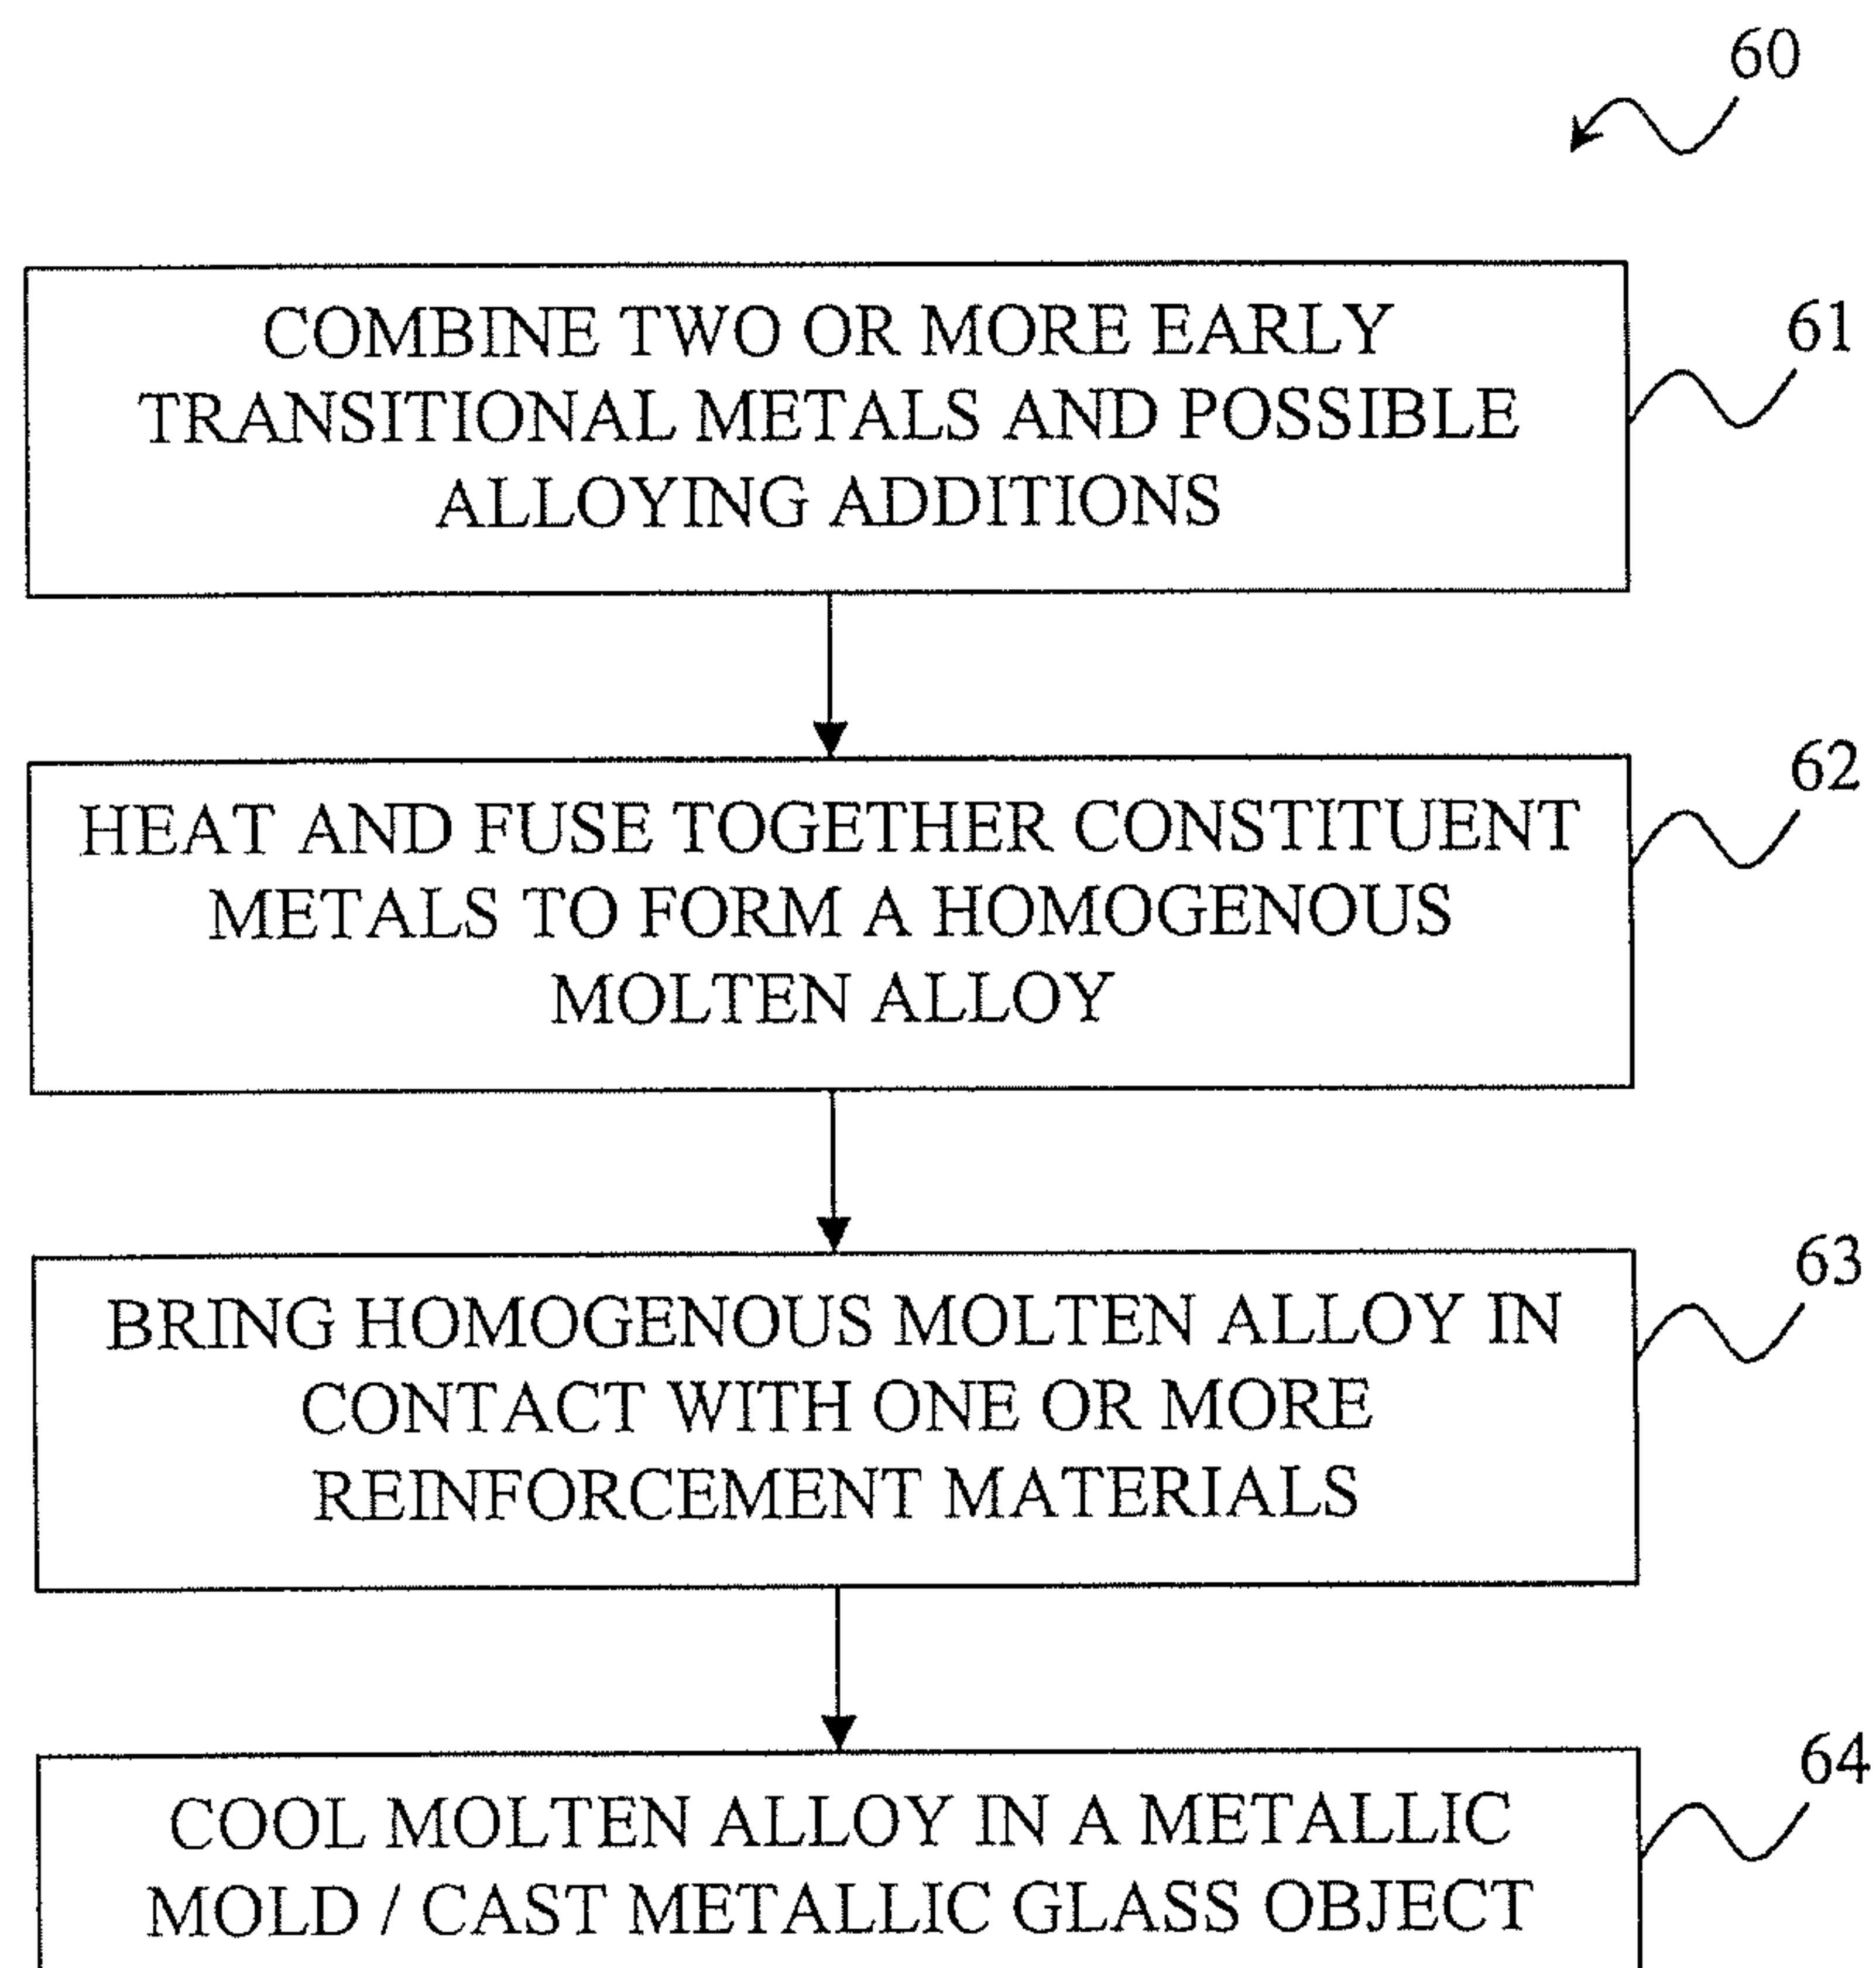 60
COMBINE TWO OR MORE EARLY
TRANSITIONAL METALS AND POSSIBLE
ALLOYING ADDITIONS
61
HEAT AND FUSE TOGETHER CONSTITUENT
METALS TO FORM A HOMOGENOUS
MOLTEN ALLOY
62
BRING HOMOGENOUS MOLTEN ALLOY IN
CONTACT WITH ONE OR MORE
REINFORCEMENT MATERIALS
63
COOL MOLTEN ALLOY IN A METALLIC
MOLD / CAST METALLIC GLASS OBJECT
64